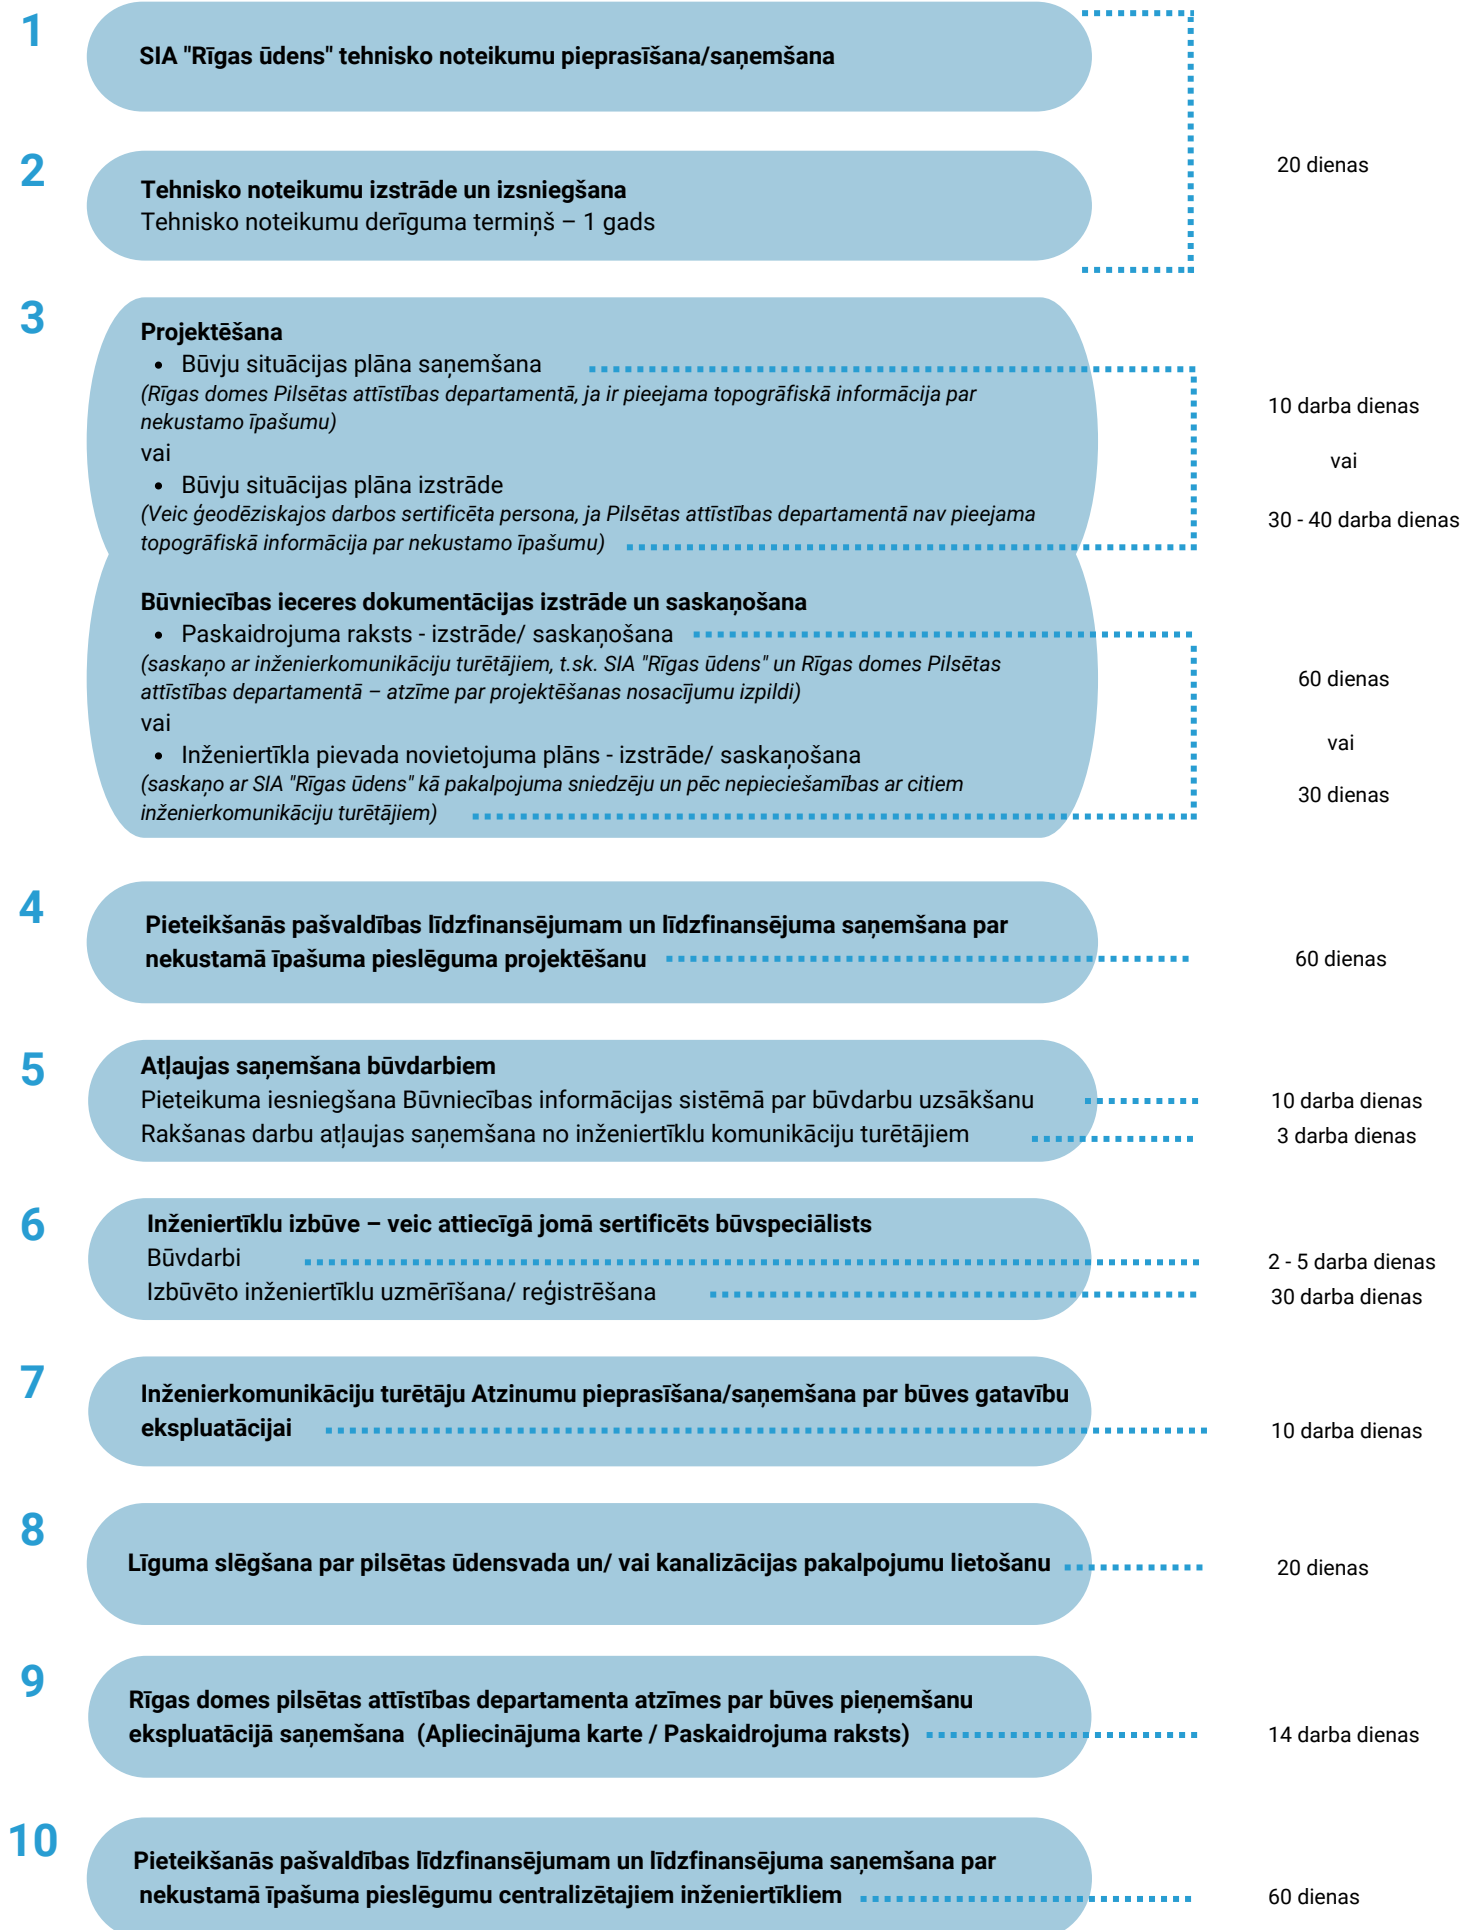 1
SIA "Rīgas ūdens" tehnisko noteikumu pieprasīšana/saņemšana
2
Tehnisko noteikumu izstrāde un izsniegšana
Tehnisko noteikumu derīguma termiņš – 1 gads
20 dienas
3
Projektēšana
• Būvju situācijas plāna saņemšana
(Rīgas domes Pilsētas attīstības departamentā, ja ir pieejama topogrāfiskā informācija par
nekustamo īpašumu)
10 darba dienas
vai
vai
• Būvju situācijas plāna izstrāde
(Veic ģeodēziskajos darbos sertificēta persona, ja Pilsētas attīstības departamentā nav pieejama
topogrāfiskā informācija par nekustamo īpašumu)
30 - 40 darba dienas
Būvniecības ieceres dokumentācijas izstrāde un saskaņošana
• Paskaidrojuma raksts - izstrāde/ saskaņošana
(saskaņo ar inženierkomunikāciju turētājiem, t.sk. SIA "Rīgas ūdens" un Rīgas domes Pilsētas
attīstības departamentā – atzīme par projektēšanas nosacījumu izpildi)
60 dienas
vai
vai
• Inženiertīkla pievada novietojuma plāns - izstrāde/ saskaņošana
(saskaņo ar SIA "Rīgas ūdens" kā pakalpojuma sniedzēju un pēc nepieciešamības ar citiem
inženierkomunikāciju turētājiem)
30 dienas
4
Pieteikšanās pašvaldības līdzfinansējumam un līdzfinansējuma saņemšana par
nekustamā īpašuma pieslēguma projektēšanu
60 dienas
5
Atļaujas saņemšana būvdarbiem
Pieteikuma iesniegšana Būvniecības informācijas sistēmā par būvdarbu uzsākšanu
10 darba dienas
Rakšanas darbu atļaujas saņemšana no inženiertīklu komunikāciju turētājiem
3 darba dienas
6
Inženiertīklu izbūve – veic attiecīgā jomā sertificēts būvspeciālists
Būvdarbi
2 - 5 darba dienas
Izbūvēto inženiertīklu uzmērīšana/ reģistrēšana
30 darba dienas
7
Inženierkomunikāciju turētāju Atzinumu pieprasīšana/saņemšana par būves gatavību
ekspluatācijai
10 darba dienas
8
Līguma slēgšana par pilsētas ūdensvada un/ vai kanalizācijas pakalpojumu lietošanu
20 dienas
9
Rīgas domes pilsētas attīstības departamenta atzīmes par būves pieņemšanu
ekspluatācijā saņemšana (Apliecinājuma karte / Paskaidrojuma raksts)
14 darba dienas
10
Pieteikšanās pašvaldības līdzfinansējumam un līdzfinansējuma saņemšana par
nekustamā īpašuma pieslēgumu centralizētajiem inženiertīkliem
60 dienas